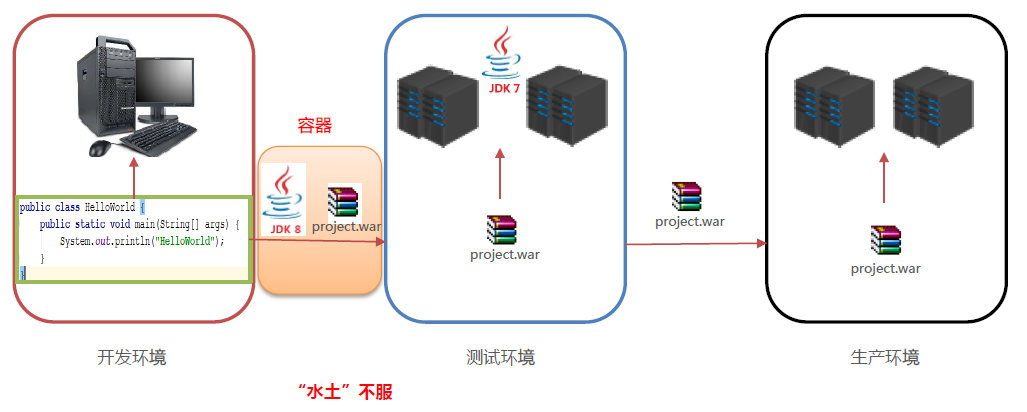 JDK 7
容器
public class HelloWorld {
public static void main(String[] args) {
System.out.println("HelloWorld");
}
}
JDK 8
project.war
project.war
project.war
project.war
开发环境
测试环境
生产环境
“水土”不服